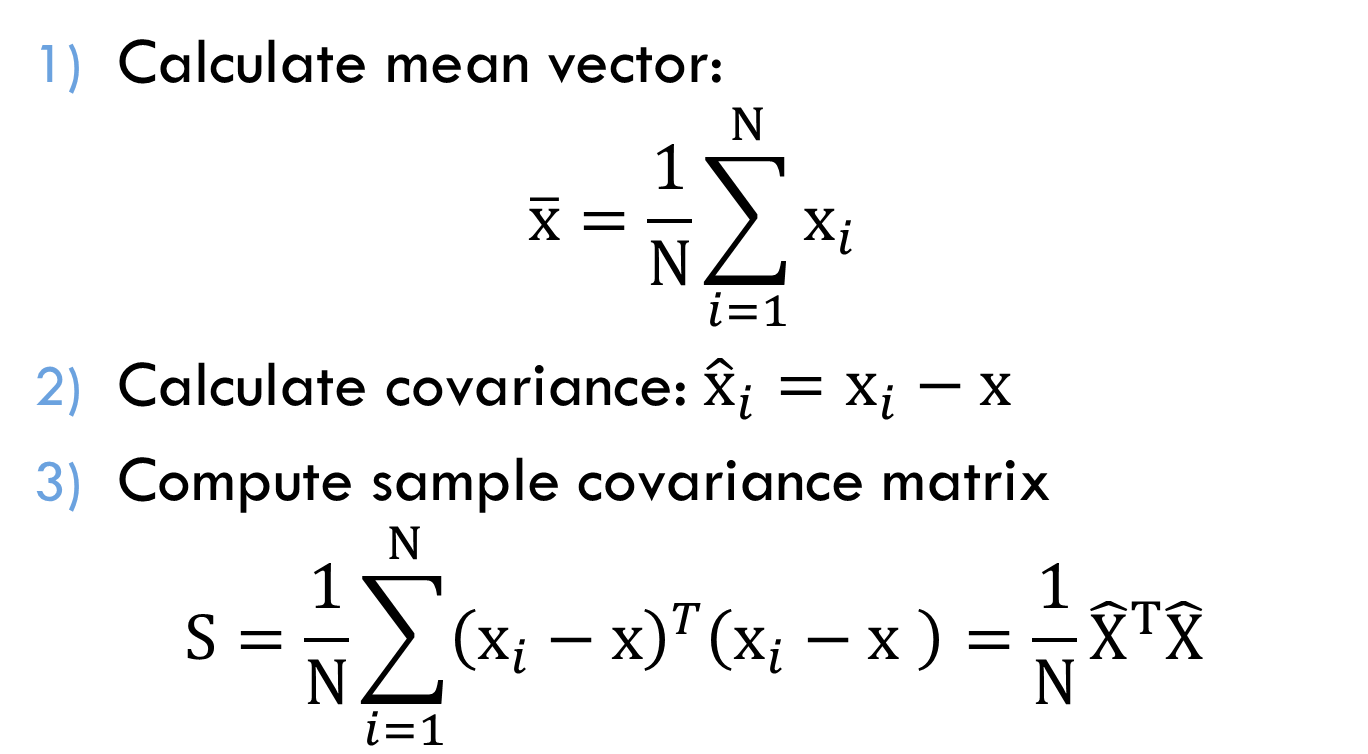 1) Calculate mean vector:
x̄ = 1/N ∑_{i=1}^{N} x_i
2) Calculate covariance: x̂_i = x_i − x
3) Compute sample covariance matrix
S = 1/N ∑_{i=1}^{N} (x_i − x)^T (x_i − x ) = 1/N X̂^T X̂